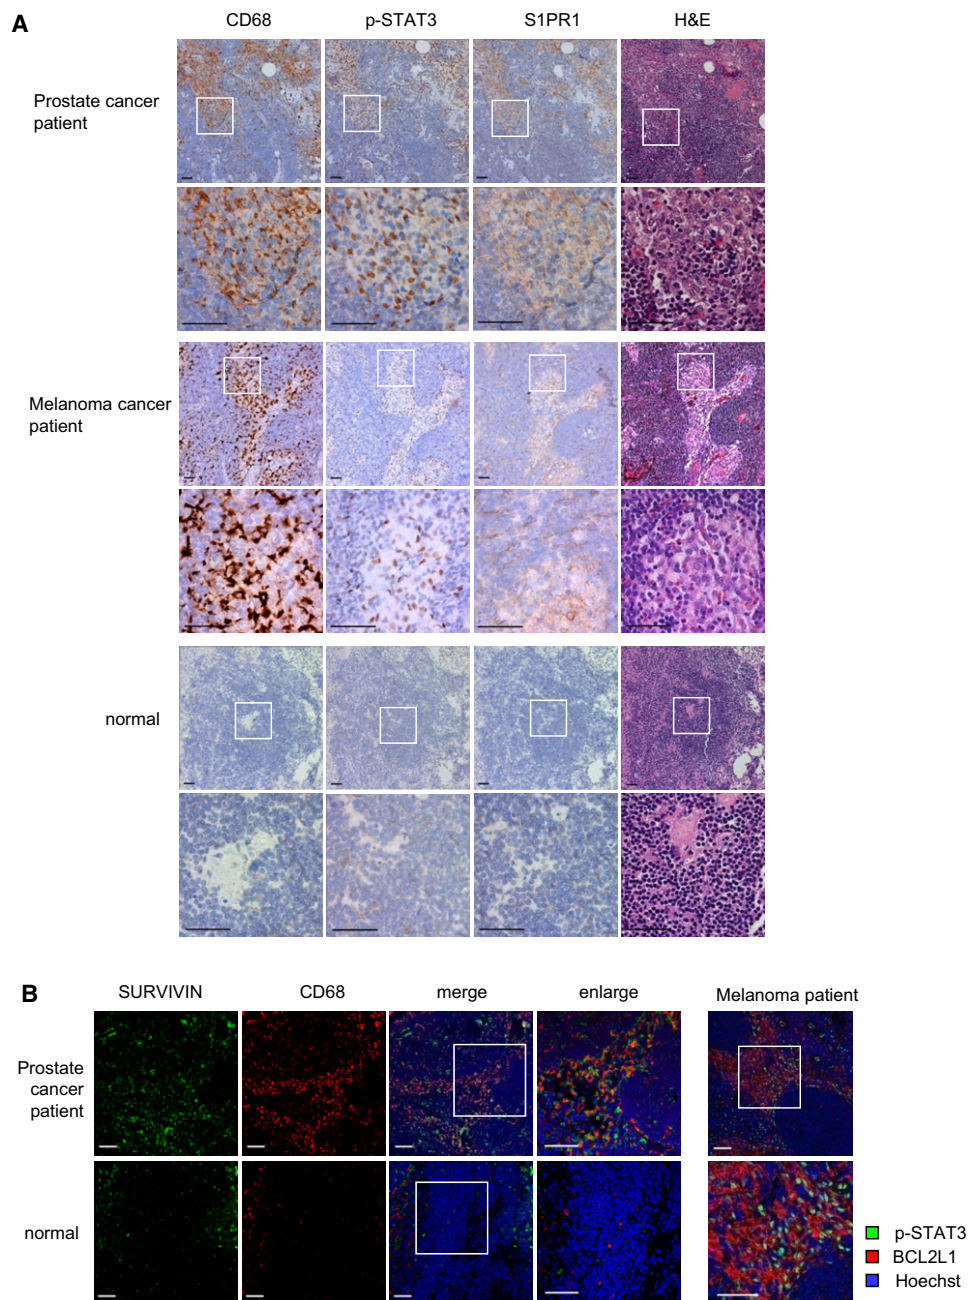 A
CD68
p-STAT3
S1PR1
H&E
Prostate cancer
patient
Melanoma cancer
patient
normal
B
SURVIVIN
CD68
merge
enlarge
Melanoma patient
Prostate
cancer
patient
normal
p-STAT3
BCL2L1
Hoechst